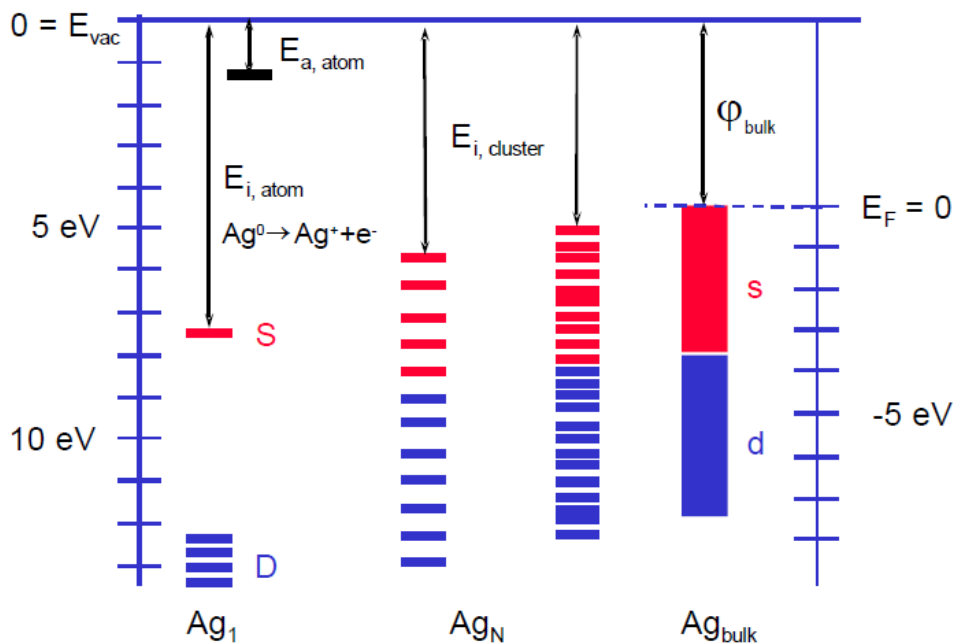 0 = Evac
Ea, atom
φbulk
Ei, cluster
Ei, atom
EF = 0
5 eV
Ag⁰→ Ag⁺+e⁻
s
S
-5 eV
10 eV
d
D
Ag₁
AgN
Agbulk